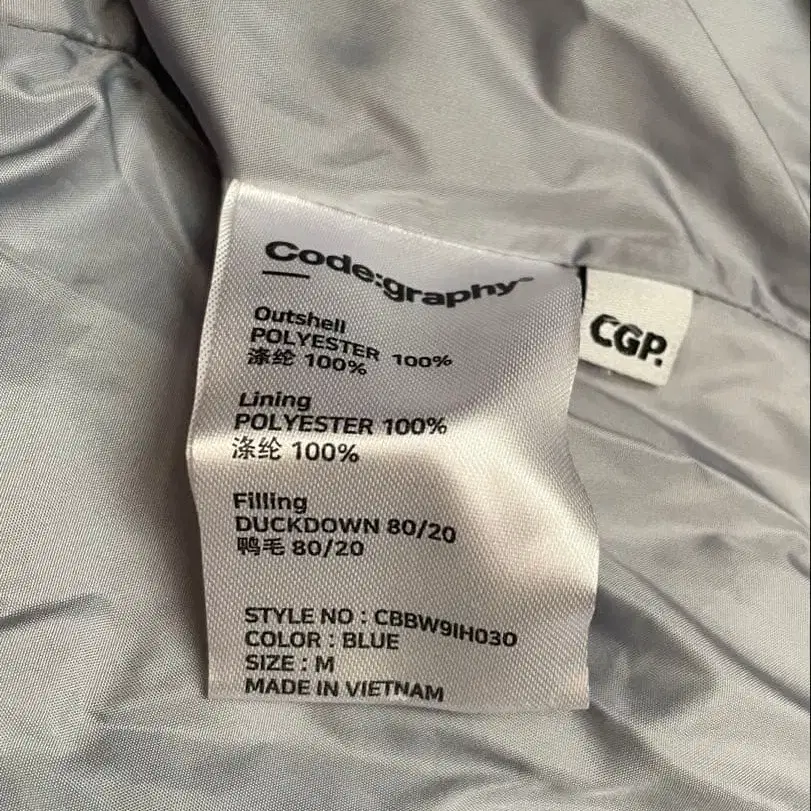 Code:graphy
Outshell
POLYESTER 100%
涤纶 100%
Lining
POLYESTER 100%
涤纶 100%
Filling
DUCKDOWN 80/20
鸭毛 80/20
STYLE NO : CBBW9IH030
COLOR : BLUE
SIZE : M
MADE IN VIETNAM
CGP.